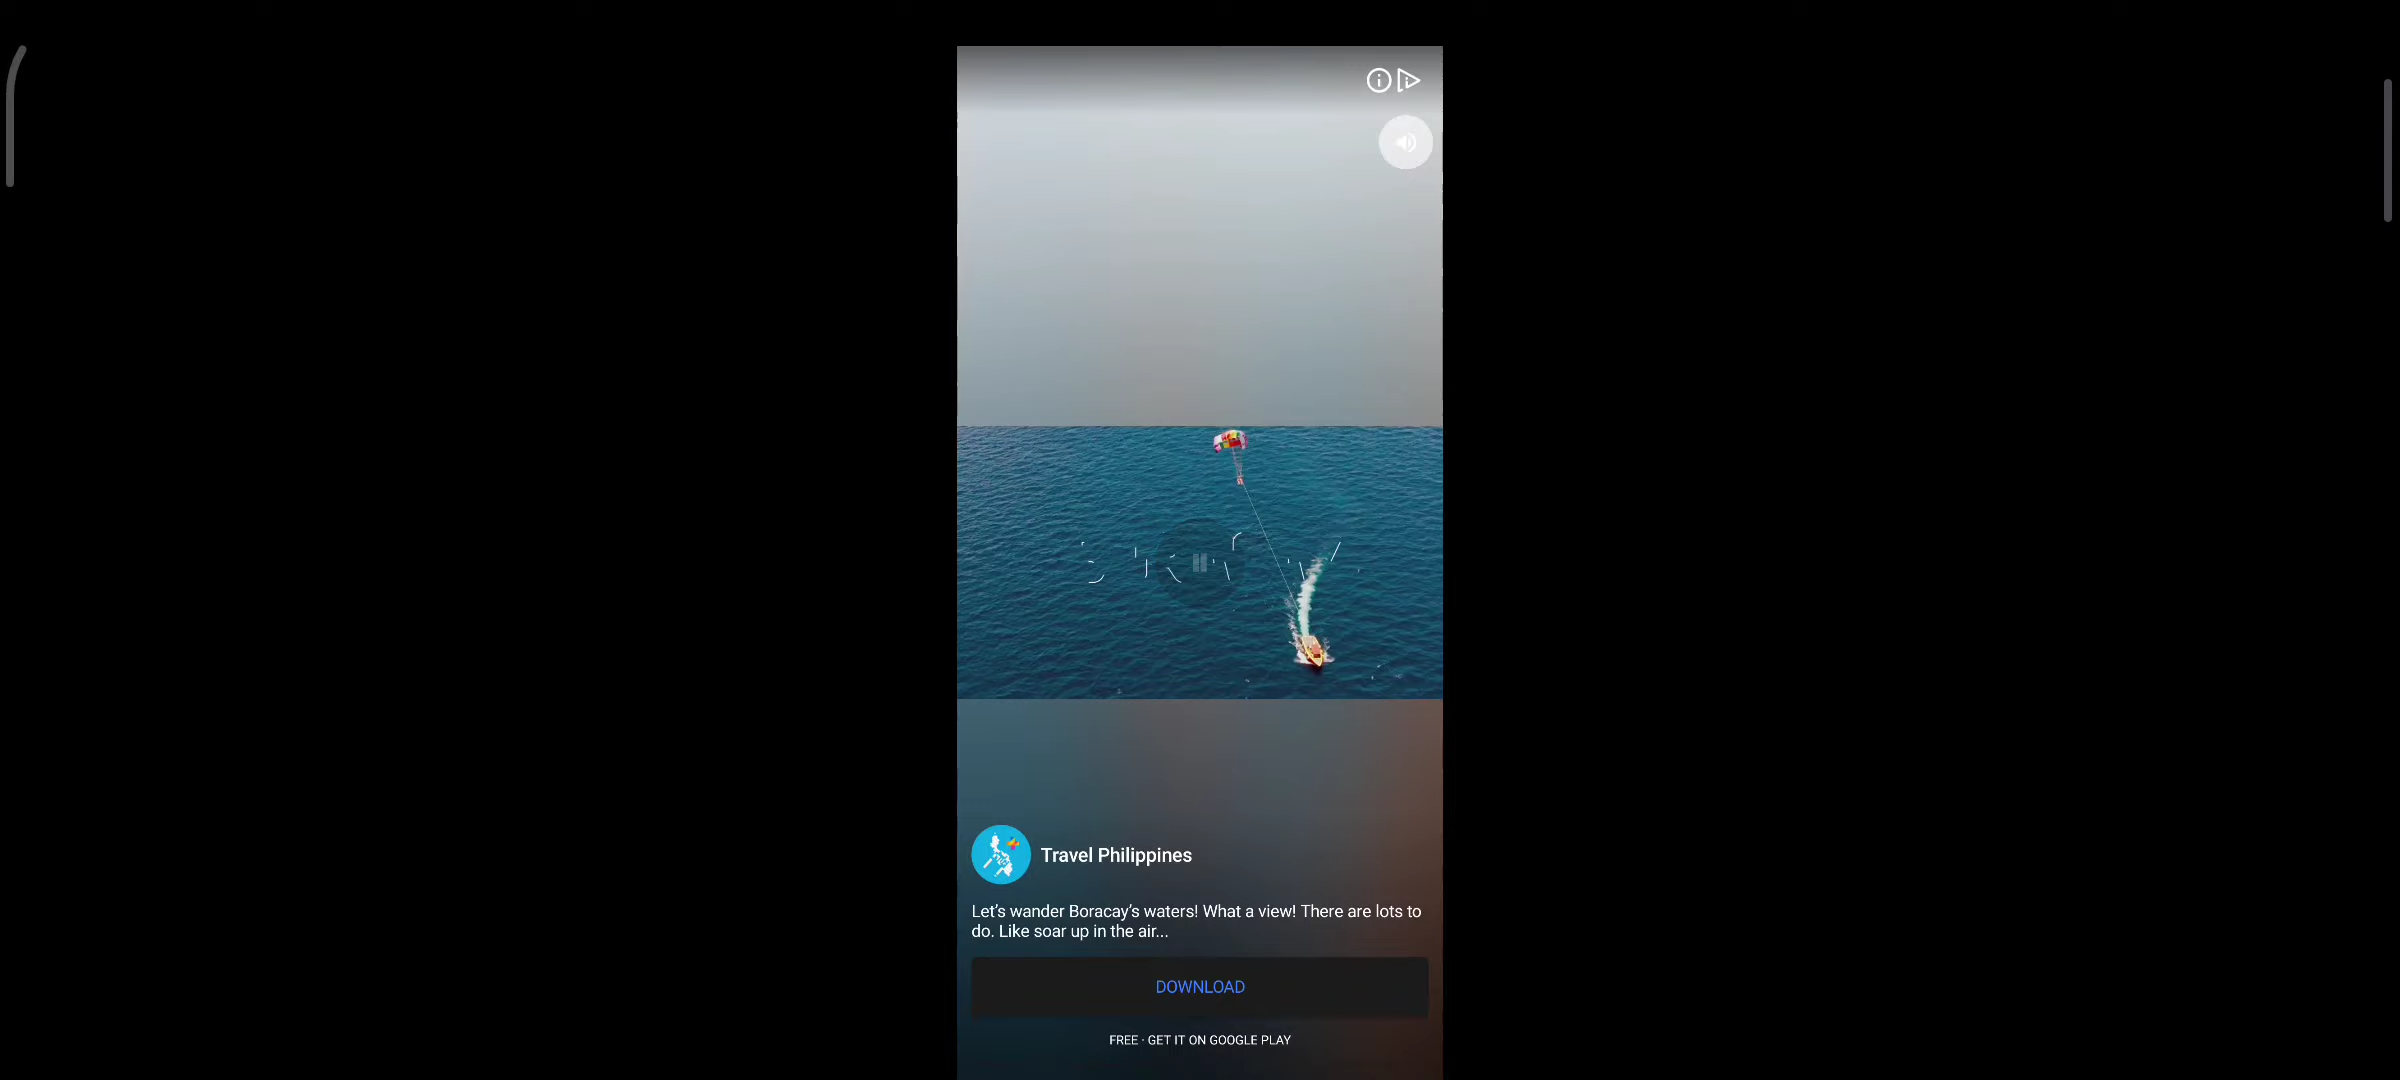 Travel Philippines
Let's wander Boracay's waters! What a view! There are lots to
do. Like soar up in the air...
DOWNLOAD
FREE · GET IT ON GOOGLE PLAY